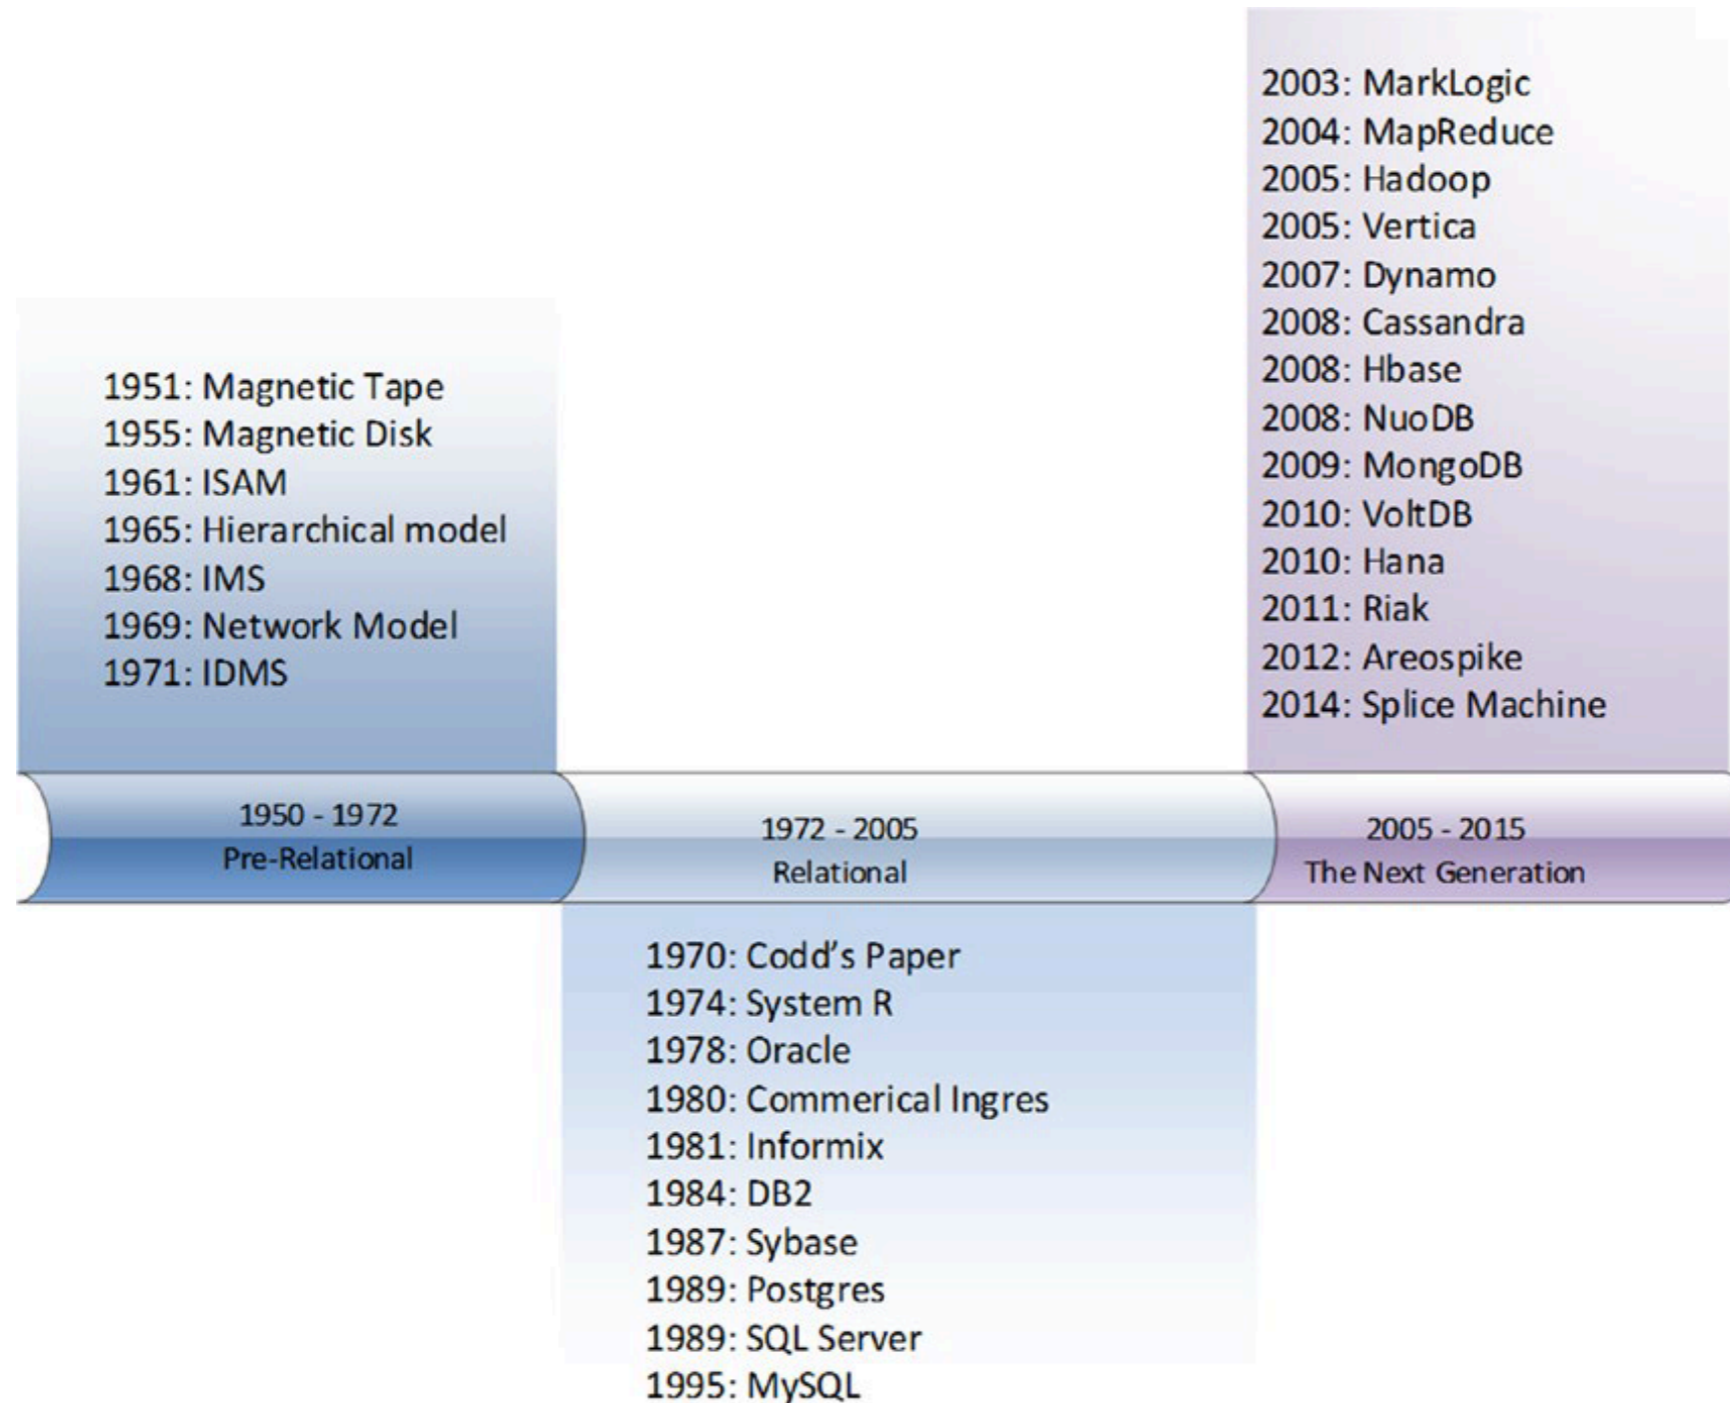 1951: Magnetic Tape
1955: Magnetic Disk
1961: ISAM
1965: Hierarchical model
1968: IMS
1969: Network Model
1971: IDMS
1950 - 1972
Pre-Relational
1972 - 2005
Relational
1970: Codd’s Paper
1974: System R
1978: Oracle
1980: Commerical Ingres
1981: Informix
1984: DB2
1987: Sybase
1989: Postgres
1989: SQL Server
1995: MySQL
2003: MarkLogic
2004: MapReduce
2005: Hadoop
2005: Vertica
2007: Dynamo
2008: Cassandra
2008: Hbase
2008: NuoDB
2009: MongoDB
2010: VoltDB
2010: Hana
2011: Riak
2012: Areospike
2014: Splice Machine
2005 - 2015
The Next Generation